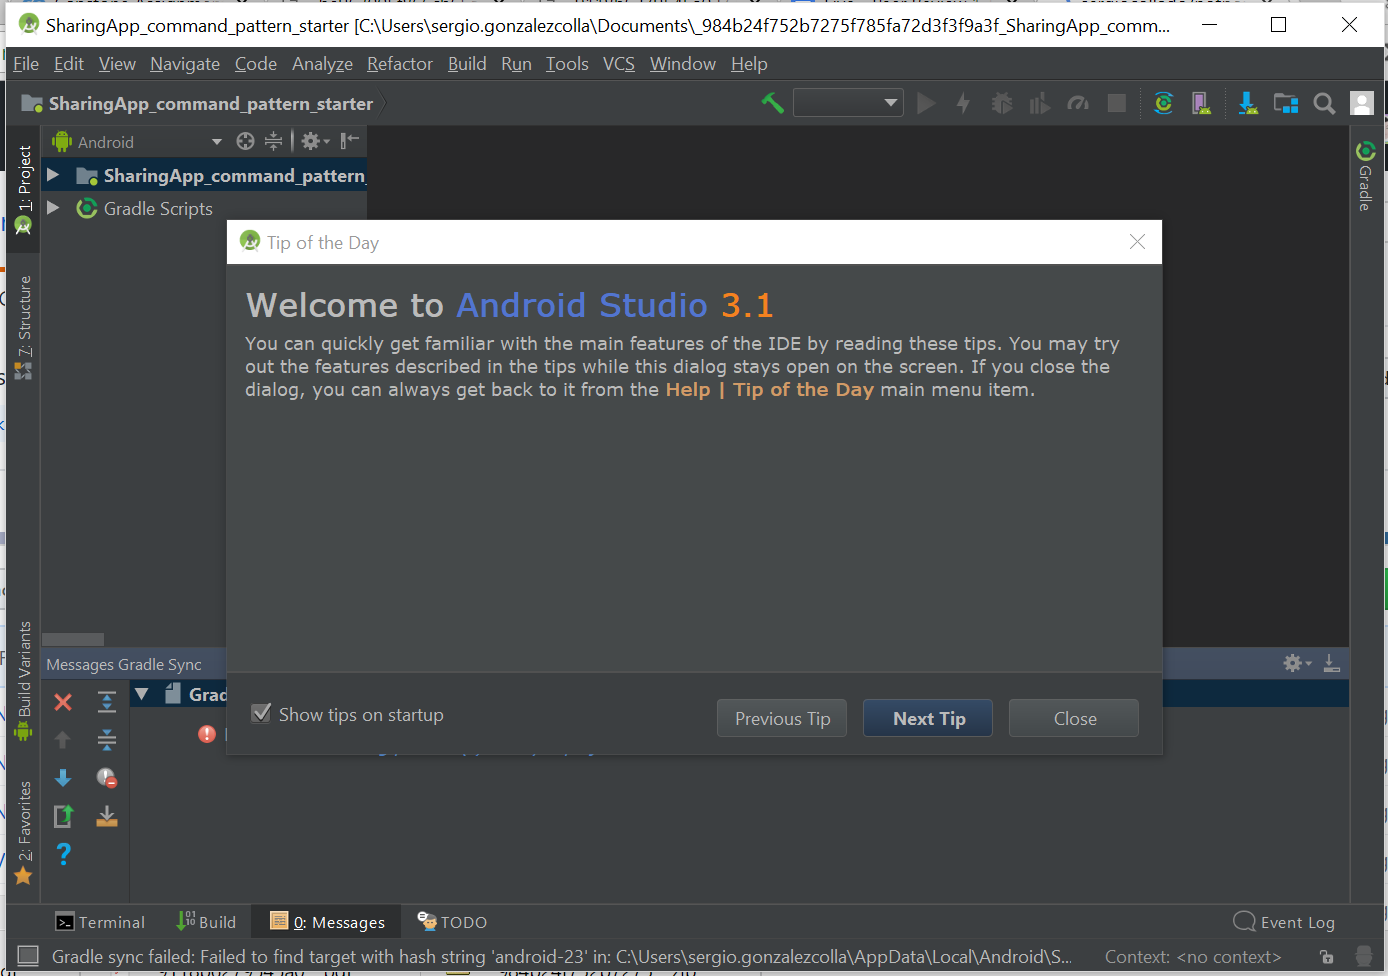 SharingApp_command_pattern_starter [C:\Users\sergio.gonzalezcolla\Documents\_984b24f752b7275f785fa72d3f3f9a3f_SharingApp_comm...
File Edit View Navigate Code Analyze Refactor Build Run Tools VCS Window Help
SharingApp_command_pattern_starter
Android
1: Project
SharingApp_command_pattern_
Gradle Scripts
Gradle
7: Structure
Tip of the Day
Welcome to Android Studio 3.1
You can quickly get familiar with the main features of the IDE by reading these tips. You may try
out the features described in the tips while this dialog stays open on the screen. If you close the
dialog, you can always get back to it from the Help | Tip of the Day main menu item.
Show tips on startup
Previous Tip
Next Tip
Close
Build Variants
Messages Gradle Sync
Grad
2: Favorites
Terminal Build 0: Messages TODO Event Log
Gradle sync failed: Failed to find target with hash string 'android-23' in: C:\Users\sergio.gonzalezcolla\AppData\Local\Android\S... Context: <no context>